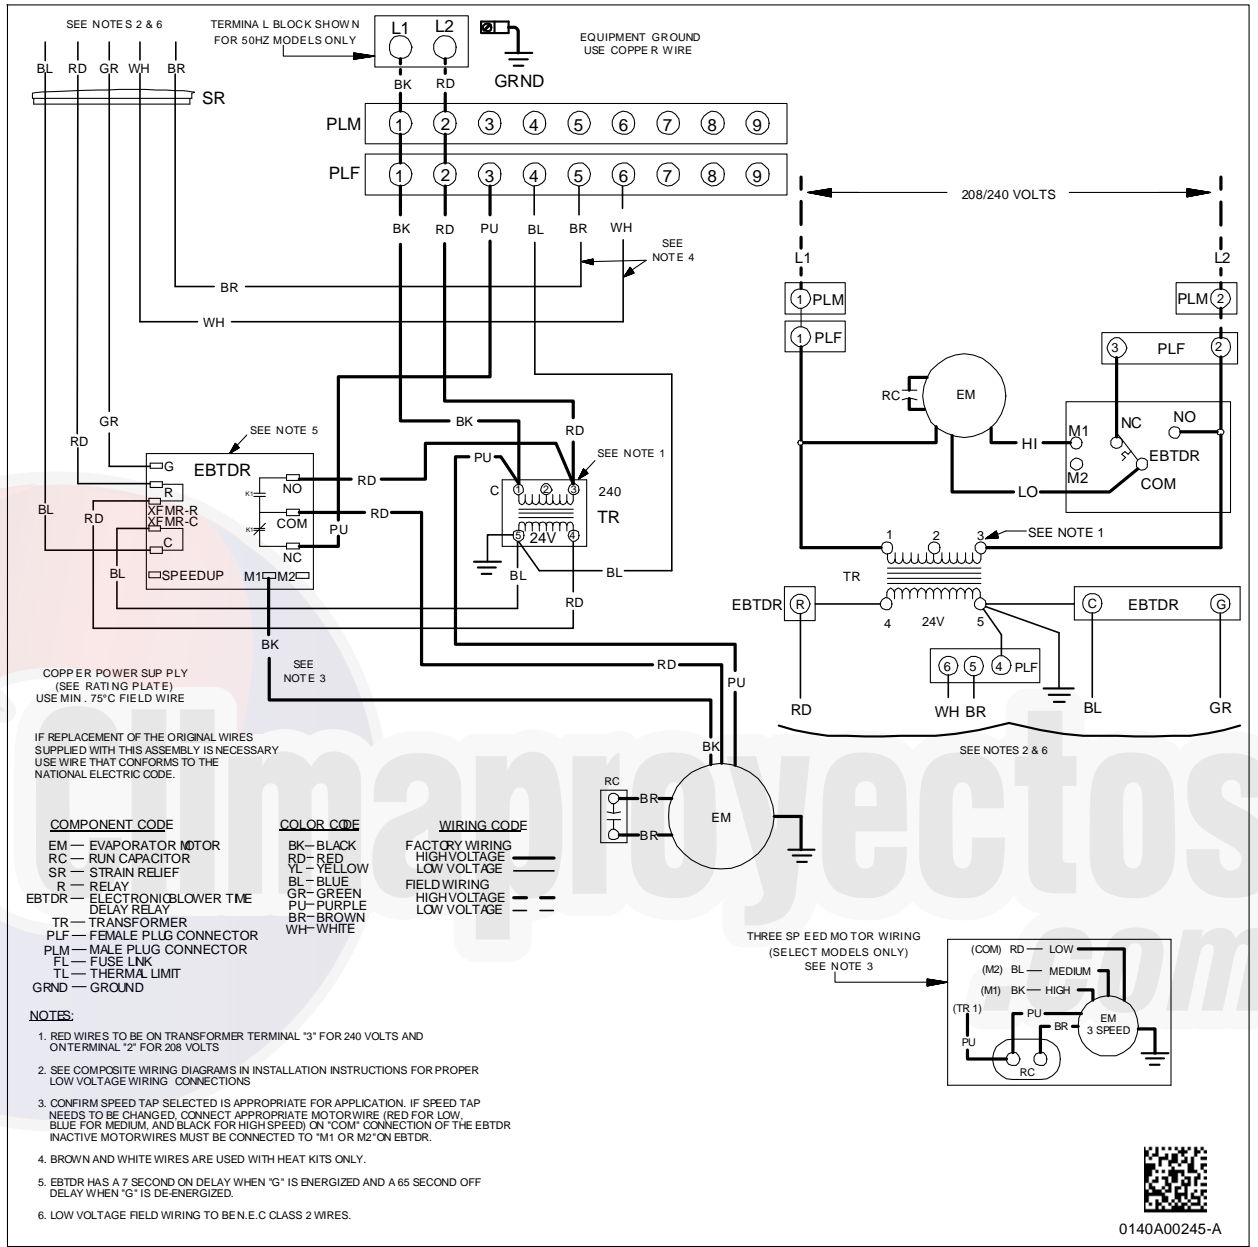 SEE NOTES 2 & 6
TERMINAL BLOCK SHOWN
FOR 50HZ MODELS ONLY
L1 L2
EQUIPMENT GROUND
USE COPPER WIRE
GRND
BL RD GR WH BR
SR
BK RD
PLM 1 2 3 4 5 6 7 8 9
PLF 1 2 3 4 5 6 7 8 9
BK RD PU BL BR WH
SEE
NOTE 4
BR
WH
208/240 VOLTS
L1 L2
1 PLM
PLM 2
1 PLF
3 PLF 2
RC EM
M1 NC NO
HI
EBTDR
M2 COM
LO
GR
RD
SEE NOTE 5
BK
RD
PU
SEE NOTE 1
G EBTDR
R
XFMR-R
XFMR-C
C
SPEEDUP
K1 NO
COM
K1 NC
M1 M2
RD
RD
PU
BL
RD
BL
C 1 2 3 240
TR
5 24V 4
BL
BL
RD
1 2 3
SEE NOTE 1
TR
EBTDR R
4 24V 5
C EBTDR G
6 5 4 PLF
RD WH BR BL GR
SEE NOTES 2 & 6
BK
SEE
NOTE 3
RD
PU
BK
COPPER POWER SUPPLY
(SEE RATING PLATE)
USE MIN. 75°C FIELD WIRE
IF REPLACEMENT OF THE ORIGINAL WIRES
SUPPLIED WITH THIS ASSEMBLY IS NECESSARY
USE WIRE THAT CONFORMS TO THE
NATIONAL ELECTRIC CODE.
RC
BR
BR
EM
Climaproyectos
.com
COMPONENT CODE
EM — EVAPORATOR MOTOR
RC — RUN CAPACITOR
SR — STRAIN RELIEF
R — RELAY
EBTDR — ELECTRONIC BLOWER TIME
DELAY RELAY
TR — TRANSFORMER
PLF — FEMALE PLUG CONNECTOR
PLM — MALE PLUG CONNECTOR
FL — FUSE LINK
TL — THERMAL LIMIT
GRND — GROUND
COLOR CODE
BK — BLACK
RD — RED
YL — YELLOW
BL — BLUE
GR — GREEN
PU — PURPLE
BR — BROWN
WH — WHITE
WIRING CODE
FACTORY WIRING
HIGH VOLTAGE
LOW VOLTAGE
FIELD WIRING
HIGH VOLTAGE
LOW VOLTAGE
THREE SPEED MOTOR WIRING
(SELECT MODELS ONLY)
SEE NOTE 3
(COM) RD — LOW
(M2) BL — MEDIUM
(M1) BK — HIGH
(TR 1)
PU
PU
BR
EM
3 SPEED
RC
NOTES:
1. RED WIRES TO BE ON TRANSFORMER TERMINAL "3" FOR 240 VOLTS AND
ON TERMINAL "2" FOR 208 VOLTS
2. SEE COMPOSITE WIRING DIAGRAMS IN INSTALLATION INSTRUCTIONS FOR PROPER
LOW VOLTAGE WIRING CONNECTIONS
3. CONFIRM SPEED TAP SELECTED IS APPROPRIATE FOR APPLICATION. IF SPEED TAP
NEEDS TO BE CHANGED, CONNECT APPROPRIATE MOTOR WIRE (RED FOR LOW,
BLUE FOR MEDIUM, AND BLACK FOR HIGH SPEED) ON "COM" CONNECTION OF THE EBTDR
INACTIVE MOTOR WIRES MUST BE CONNECTED TO "M1 OR M2" ON EBTDR.
4. BROWN AND WHITE WIRES ARE USED WITH HEAT KITS ONLY.
5. EBTDR HAS A 7 SECOND ON DELAY WHEN "G" IS ENERGIZED AND A 65 SECOND OFF
DELAY WHEN "G" IS DE-ENERGIZED.
6. LOW VOLTAGE FIELD WIRING TO BE N.E.C CLASS 2 WIRES.
0140A00245-A